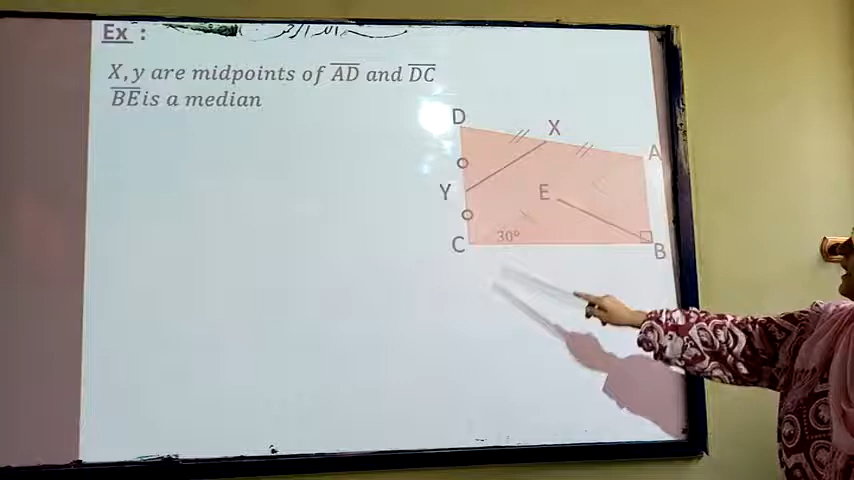 Ex :
X, y are midpoints of AD and DC
BE is a median
D
X
A
Y
E
30°
C
B